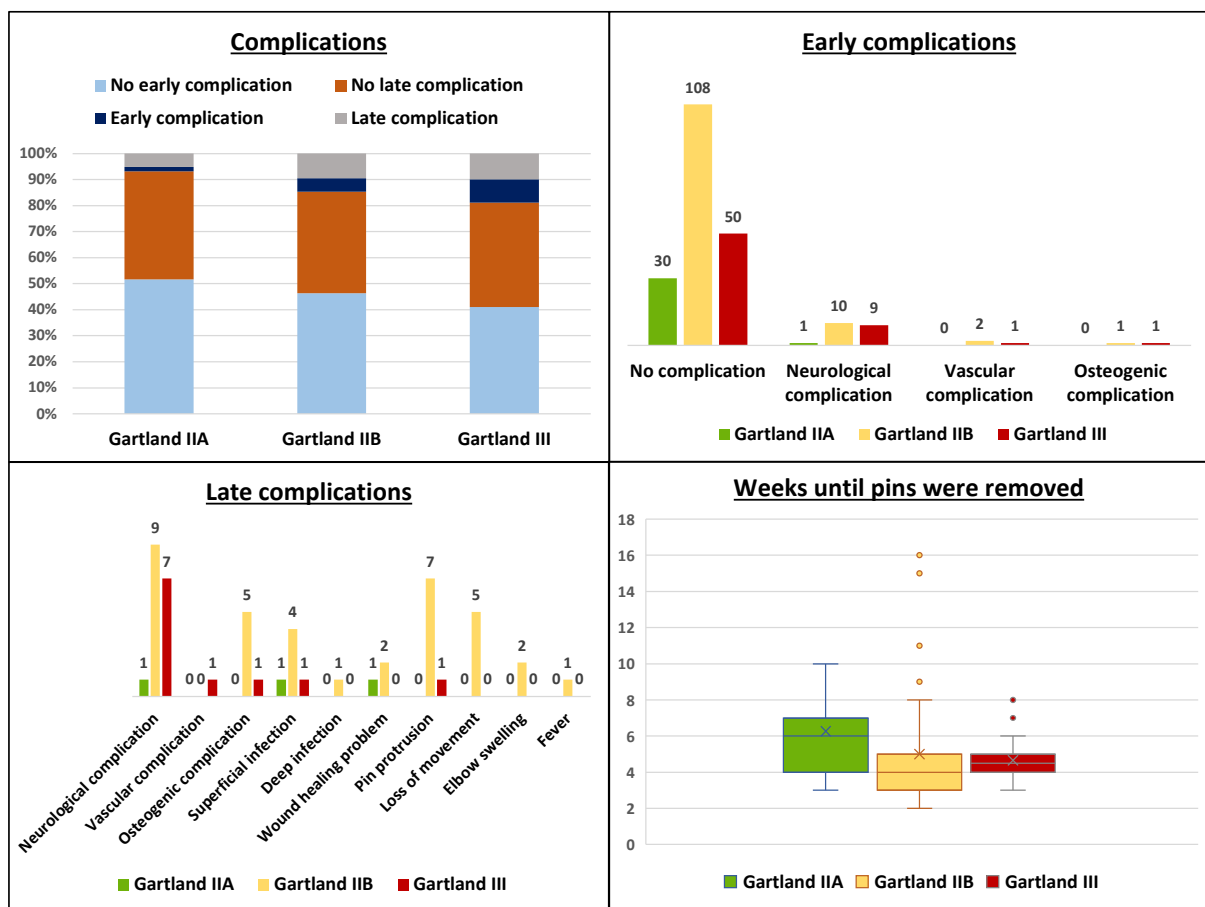 Complications
No early complication
No late complication
Early complication
Late complication
100%
90%
80%
70%
60%
50%
40%
30%
20%
10%
0%
Gartland IIA
Gartland IIB
Gartland III
Early complications
30
108
50
1
10
9
0
2
1
0
1
1
No complication
Neurological
complication
Vascular
complication
Osteogenic
complication
Gartland IIA
Gartland IIB
Gartland III
Late complications
1
9
7
0
0
1
0
5
1
1
4
1
0
1
0
1
2
0
0
7
1
0
5
0
0
2
0
0
1
0
Neurological complication
Vascular complication
Osteogenic complication
Superficial infection
Deep infection
Wound healing problem
Pin protrusion
Loss of movement
Elbow swelling
Fever
Gartland IIA
Gartland IIB
Gartland III
Weeks until pins were removed
18
16
14
12
10
8
6
4
2
0
Gartland IIA
Gartland IIB
Gartland III